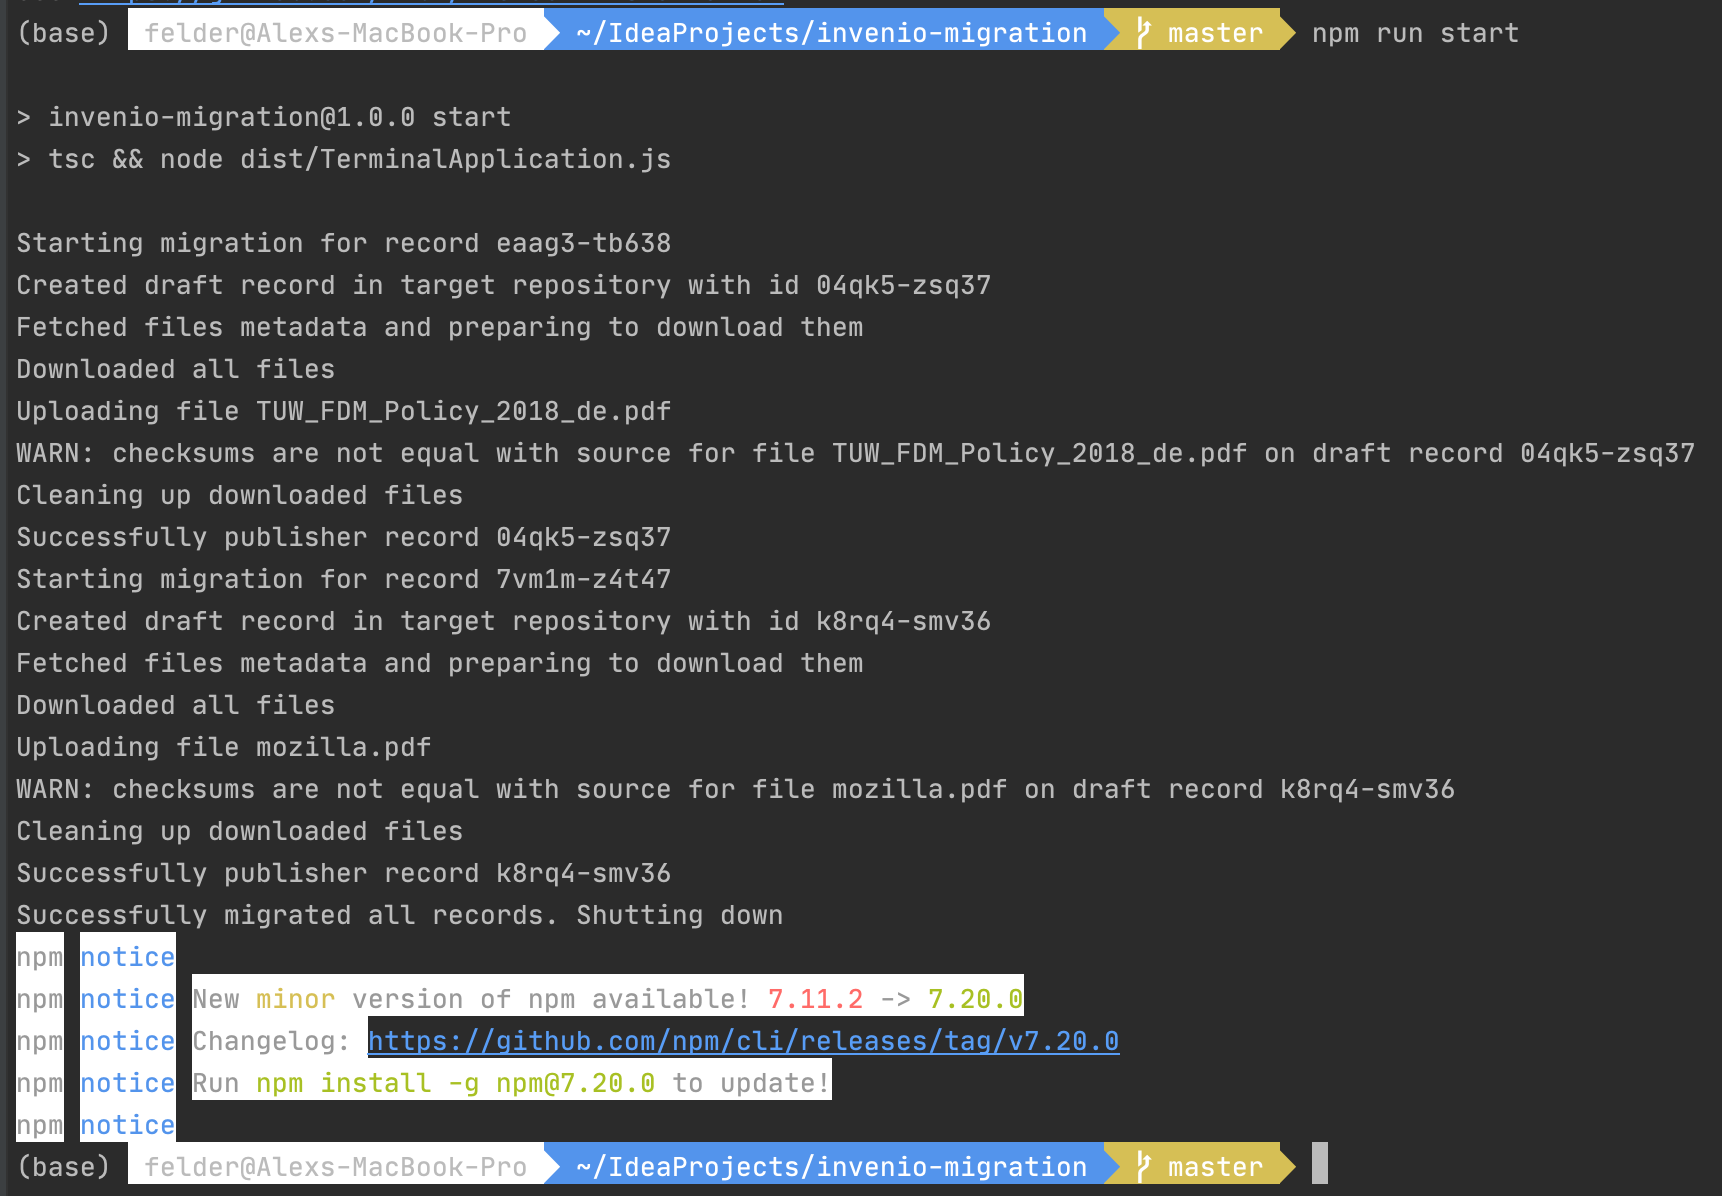 (base) felder@Alexs-MacBook-Pro ~/IdeaProjects/invenio-migration master npm run start
> invenio-migration@1.0.0 start
> tsc && node dist/TerminalApplication.js
Starting migration for record eaag3-tb638
Created draft record in target repository with id 04qk5-zsq37
Fetched files metadata and preparing to download them
Downloaded all files
Uploading file TUW_FDM_Policy_2018_de.pdf
WARN: checksums are not equal with source for file TUW_FDM_Policy_2018_de.pdf on draft record 04qk5-zsq37
Cleaning up downloaded files
Successfully publisher record 04qk5-zsq37
Starting migration for record 7vm1m-z4t47
Created draft record in target repository with id k8rq4-smv36
Fetched files metadata and preparing to download them
Downloaded all files
Uploading file mozilla.pdf
WARN: checksums are not equal with source for file mozilla.pdf on draft record k8rq4-smv36
Cleaning up downloaded files
Successfully publisher record k8rq4-smv36
Successfully migrated all records. Shutting down
npm notice
npm notice New minor version of npm available! 7.11.2 -> 7.20.0
npm notice Changelog: https://github.com/npm/cli/releases/tag/v7.20.0
npm notice Run npm install -g npm@7.20.0 to update!
npm notice
(base) felder@Alexs-MacBook-Pro ~/IdeaProjects/invenio-migration master